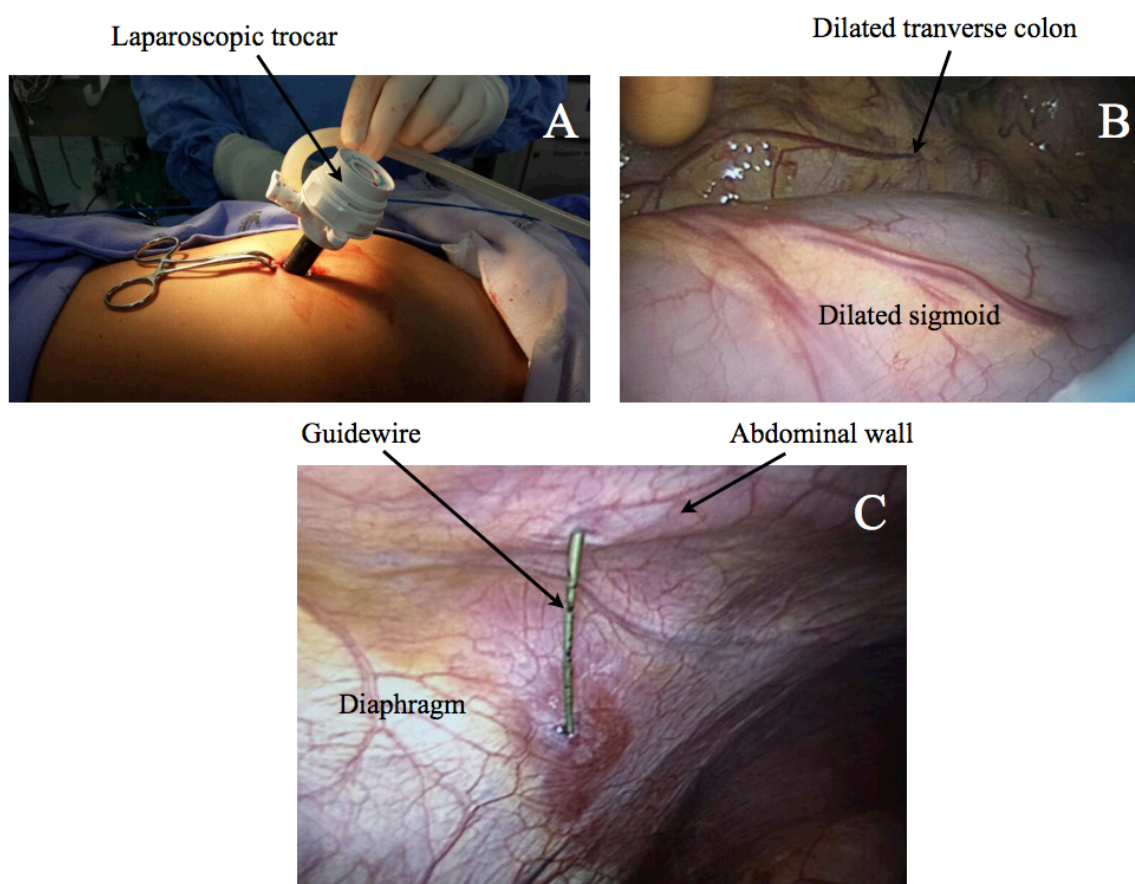 Laparoscopic trocar
Dilated tranverse colon
A
B
Dilated sigmoid
Guidewire
Abdominal wall
C
Diaphragm